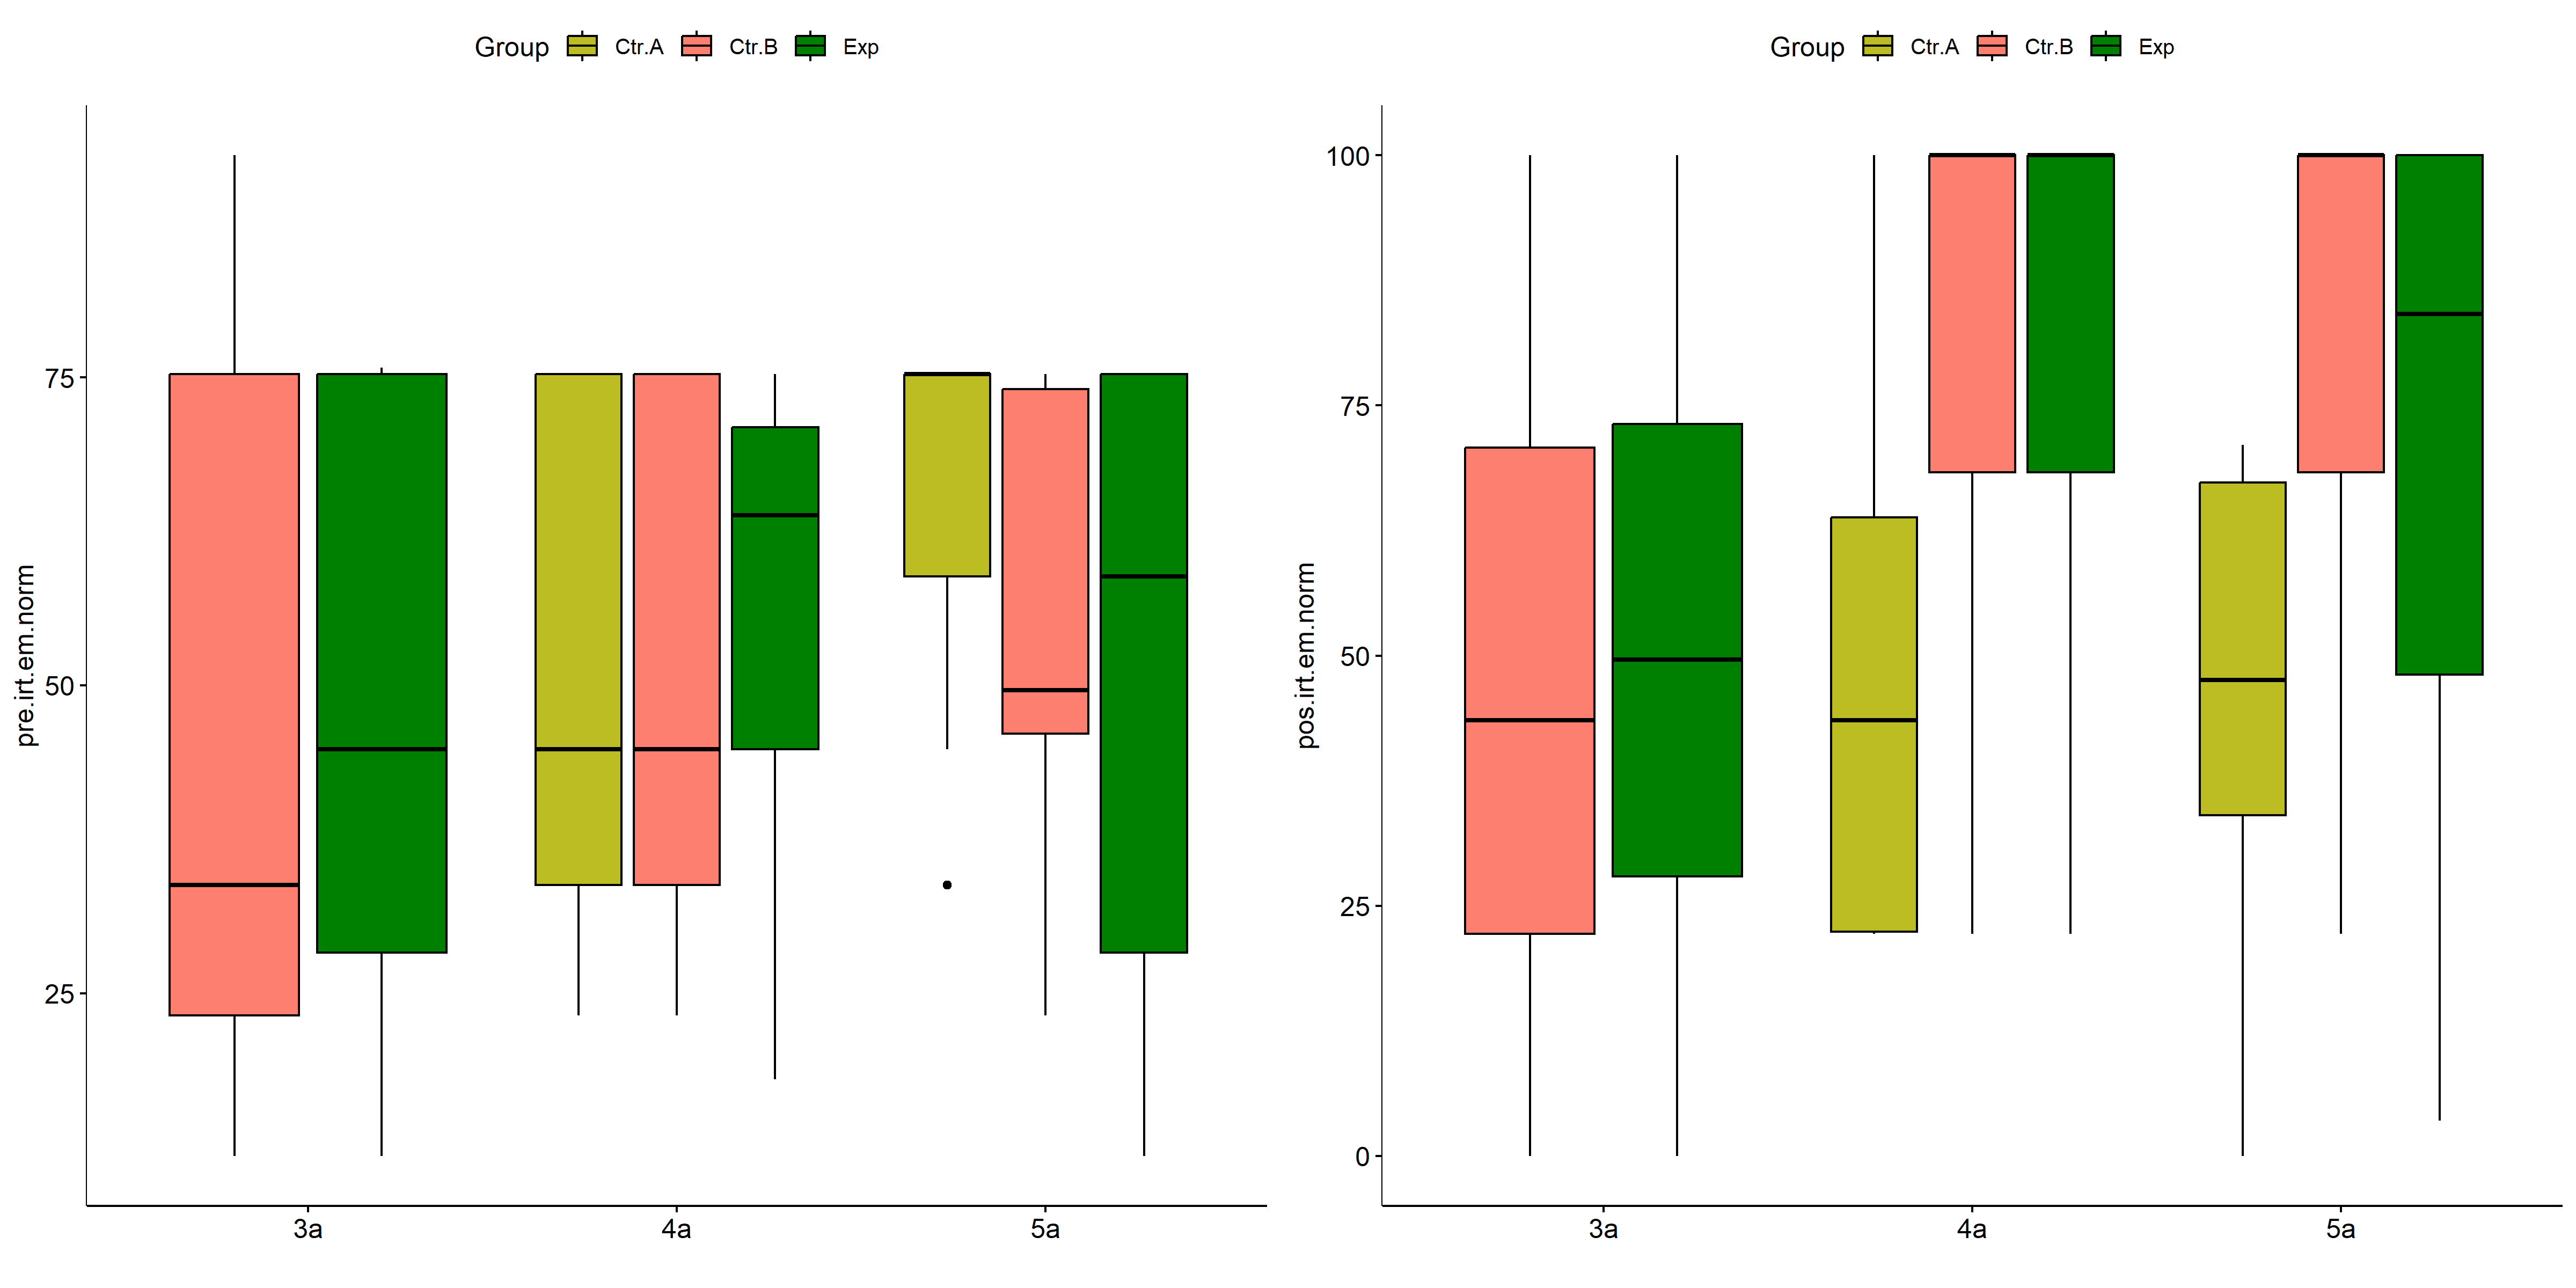 Group Ctr.A Ctr.B Exp
pre.irt.em.norm
75
50
25
3a 4a 5a
Group Ctr.A Ctr.B Exp
pos.irt.em.norm
100
75
50
25
0
3a 4a 5a